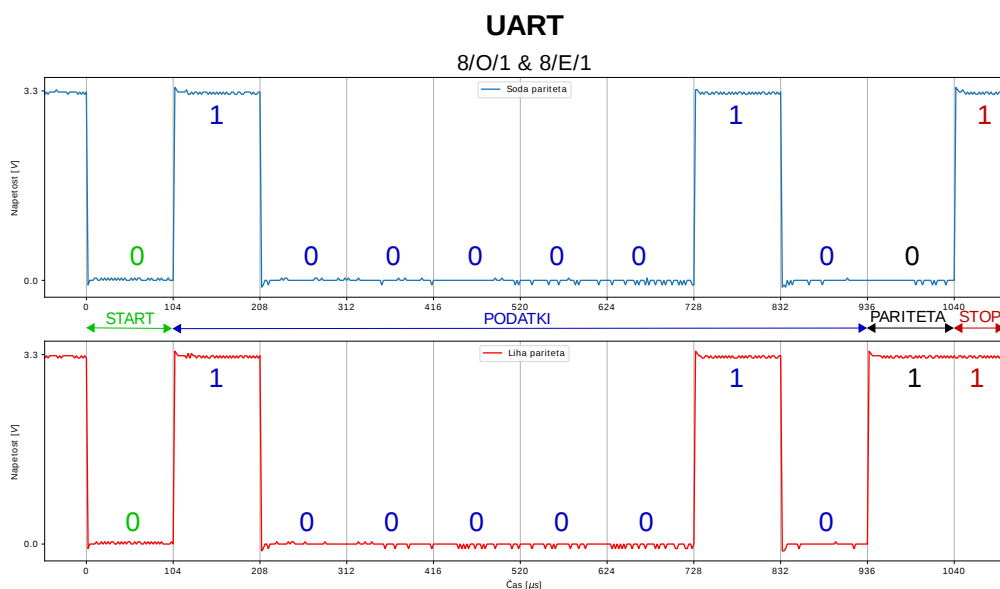 UART
8/O/1 & 8/E/1
Soda pariteta
3.3
1 1 1
Napetost [V]
0 0 0 0 0 0 0 0
0.0
0 104 208 312 416 520 624 728 832 936 1040
START PODATKI PARITETA STOP
Liha pariteta
3.3
1 1 1 1
Napetost [V]
0 0 0 0 0 0 0
0.0
0 104 208 312 416 520 624 728 832 936 1040
Čas [μs]